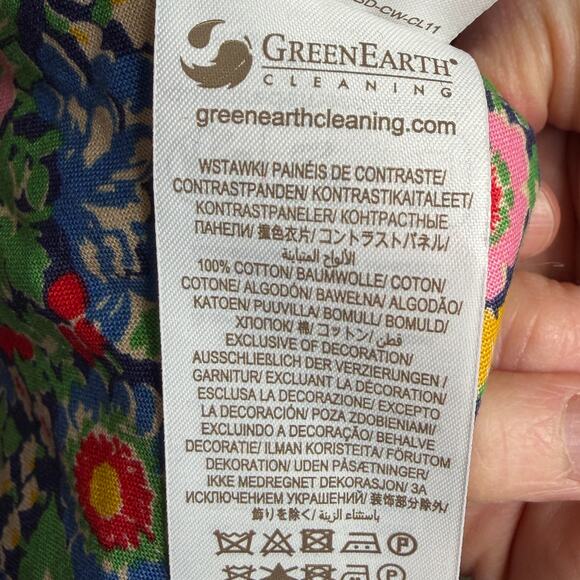 SD-CW-CL11
GREENEARTH®
CLEANING
greenearthcleaning.com
WSTAWKI/ PAINÉIS DE CONTRASTE/
CONTRASTPANDEN/ KONTRASTIKAITALEET/
KONTRASTPANELER/ КОНТРАСТНЫЕ
ПАНЕЛИ/ 撞色衣片/ コントラストパネル/
الألواح المتباينة
100% COTTON/ BAUMWOLLE/ COTON/
COTONE/ ALGODÓN/ BAWEŁNA/ ALGODÃO/
KATOEN/ PUUVILLA/ BOMULL/ BOMULD/
ХЛОПОК/ 棉/ コットン/ قطن/
EXCLUSIVE OF DECORATION/
AUSSCHLIEẞLICH DER VERZIERUNGEN /
GARNITUR/ EXCLUANT LA DÉCORATION/
ESCLUSA LA DECORAZIONE/ EXCEPTO
LA DECORACIÓN/ POZA ZDOBIENIAMI/
EXCLUINDO A DECORAÇÃO/ BEHALVE
DECORATIE/ ILMAN KORISTEITA/ FÖRUTOM
DEKORATION/ UDEN PÅSÆTNINGER/
IKKE MEDREGNET DEKORASJON/ ЗА
ИСКЛЮЧЕНИЕМ УКРАШЕНИЙ/ 装饰部分除外/
飾りを除く/ باستثناء الزينة/